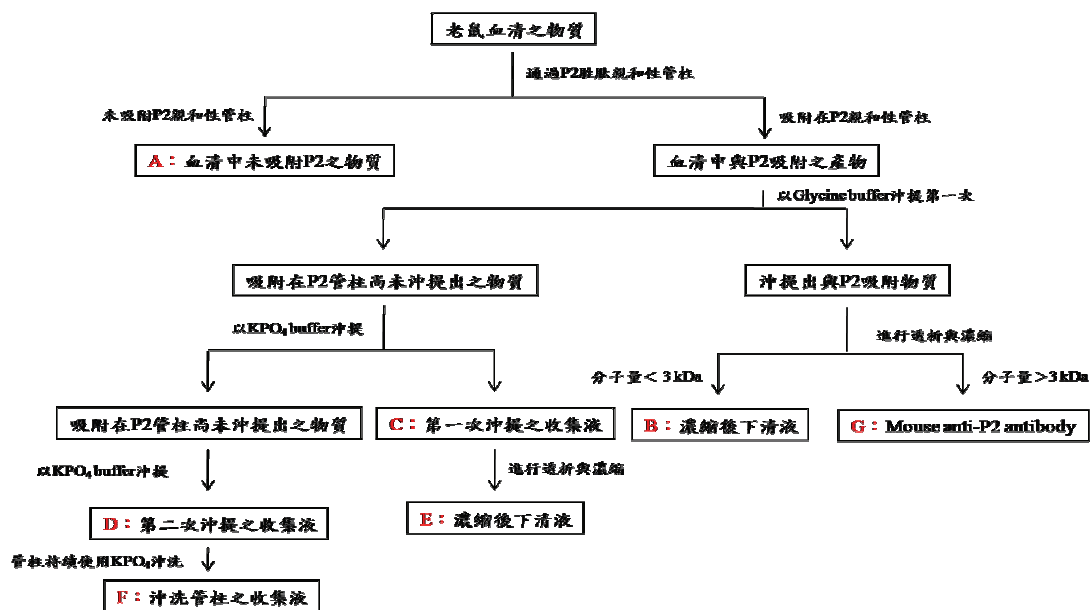 老鼠血清之物質
通過P2胜肽親和性管柱
未吸附P2親和性管柱
吸附在P2親和性管柱
A：血清中未吸附P2之物質
血清中與P2吸附之產物
以Glycine buffer沖提第一次
吸附在P2管柱尚未沖提出之物質
沖提出與P2吸附物質
以KPO₄ buffer沖提
進行透析與濃縮
分子量＜3 kDa
分子量＞3 kDa
吸附在P2管柱尚未沖提出之物質
C：第一次沖提之收集液
B：濃縮後下清液
G：Mouse anti-P2 antibody
以KPO₄ buffer沖提
進行透析與濃縮
D：第二次沖提之收集液
E：濃縮後下清液
管柱持續使用KPO₄沖洗
F：沖洗管柱之收集液